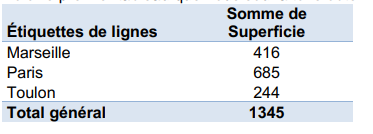 Étiquettes de lignes Somme de Superficie
Marseille 416
Paris 685
Toulon 244
Total général 1345